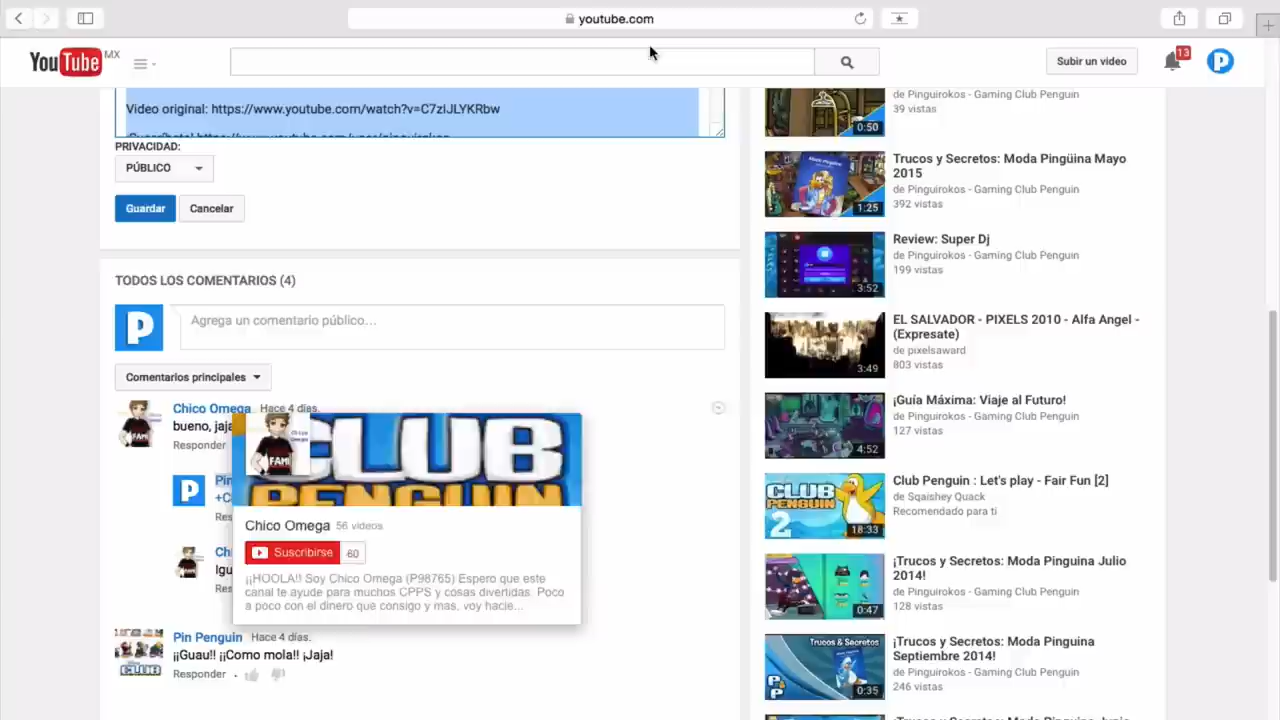 youtube.com
YouTube MX
Subir un video
13
P
Video original: https://www.youtube.com/watch?v=C7zIJLYKRbw
PRIVACIDAD:
PÚBLICO
Guardar
Cancelar
TODOS LOS COMENTARIOS (4)
P
Agrega un comentario público...
Comentarios principales
Chico Omega Hace 4 días.
bueno, jaja
Responder
P
CLUB
PENGUIN
FAMI
Chico Omega 56 videos
Suscribirse 60
¡¡HOOLA!! Soy Chico Omega (P98765) Espero que este
canal te ayude para muchos CPPS y cosas divertidas. Poco
a poco con el dinero que consigo y mas, voy hacie...
Pin Penguin Hace 4 días.
¡¡Guau!! ¡¡Como mola!! ¡Jaja!
Responder
CLUB
de Pinguirokos - Gaming Club Penguin
39 vistas
0:50
Trucos y Secretos: Moda Pingüina Mayo
2015
de Pinguirokos - Gaming Club Penguin
392 vistas
1:25
Review: Super Dj
de Pinguirokos - Gaming Club Penguin
199 vistas
3:52
EL SALVADOR - PIXELS 2010 - Alfa Angel -
(Expresate)
de pixelsaward
803 vistas
3:49
¡Guía Máxima: Viaje al Futuro!
de Pinguirokos - Gaming Club Penguin
127 vistas
4:52
Club Penguin : Let's play - Fair Fun [2]
de Sqaishey Quack
Recomendado para ti
CLUB
PENGUIN
2
18:33
¡Trucos y Secretos: Moda Pinguina Julio
2014!
de Pinguirokos - Gaming Club Penguin
128 vistas
0:47
¡Trucos y Secretos: Moda Pinguina
Septiembre 2014!
de Pinguirokos - Gaming Club Penguin
246 vistas
Trucos & Secretos
0:35